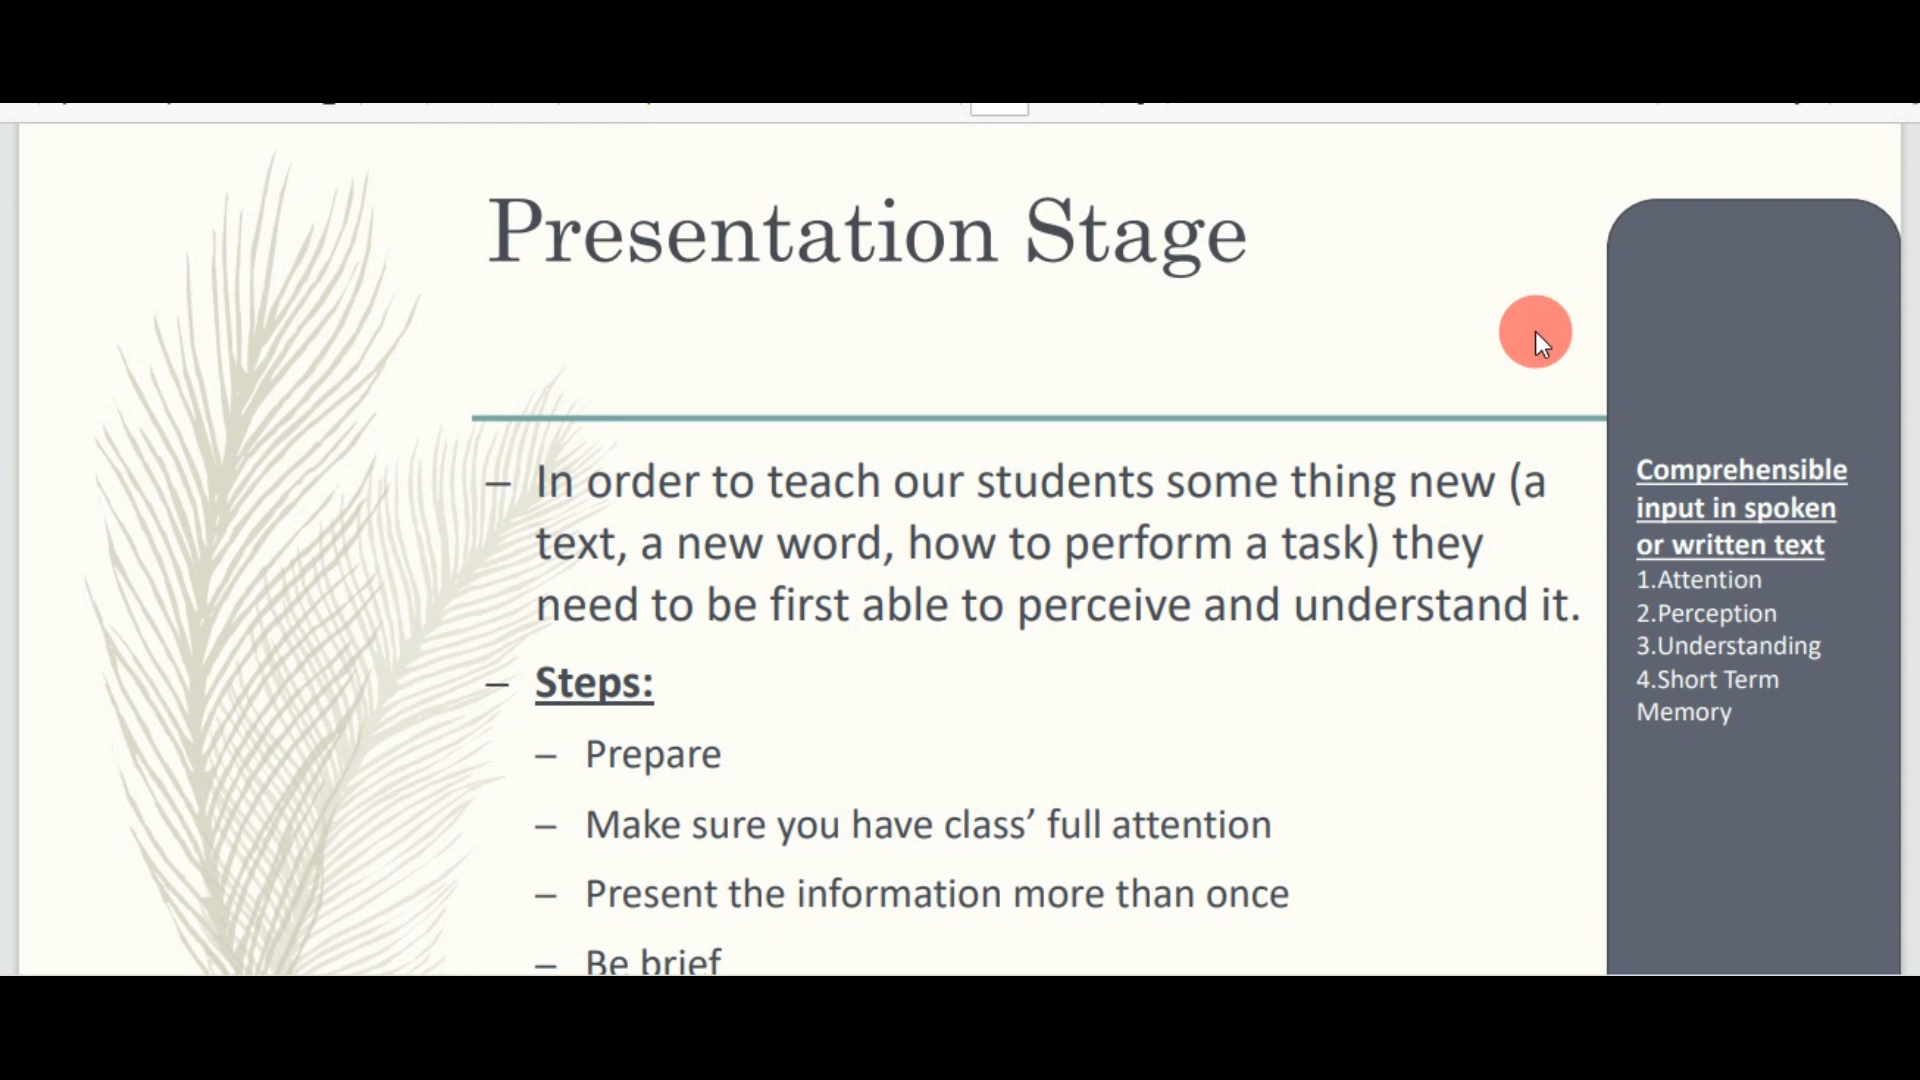 Presentation Stage
– In order to teach our students some thing new (a
text, a new word, how to perform a task) they
need to be first able to perceive and understand it.
– Steps:
– Prepare
– Make sure you have class’ full attention
– Present the information more than once
– Be brief
Comprehensible
input in spoken
or written text
1.Attention
2.Perception
3.Understanding
4.Short Term
Memory